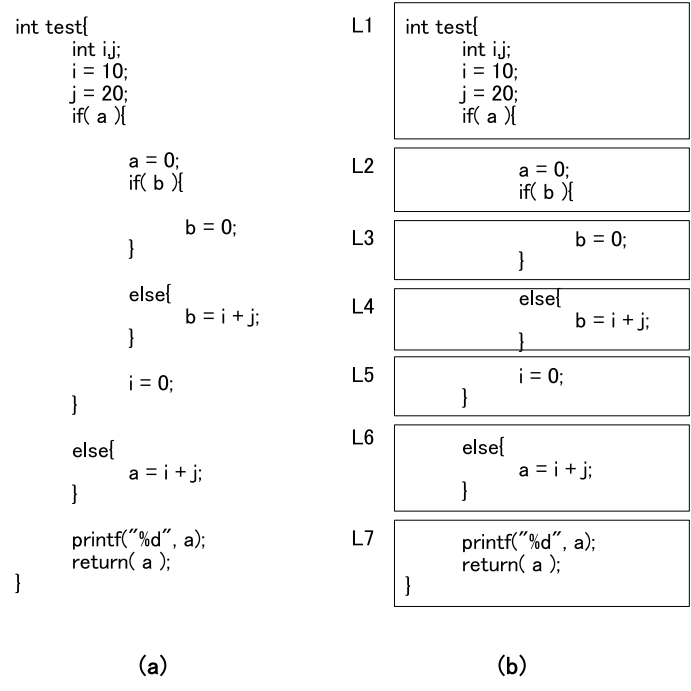 int test{
int i,j;
i = 10;
j = 20;
if( a ){
a = 0;
if( b ){
b = 0;
}
else{
b = i + j;
}
i = 0;
}
else{
a = i + j;
}
printf("%d", a);
return( a );
}
(a)
L1
int test{
int i,j;
i = 10;
j = 20;
if( a ){
L2
a = 0;
if( b ){
L3
b = 0;
}
L4
else{
b = i + j;
}
L5
i = 0;
}
L6
else{
a = i + j;
}
L7
printf("%d", a);
return( a );
}
(b)